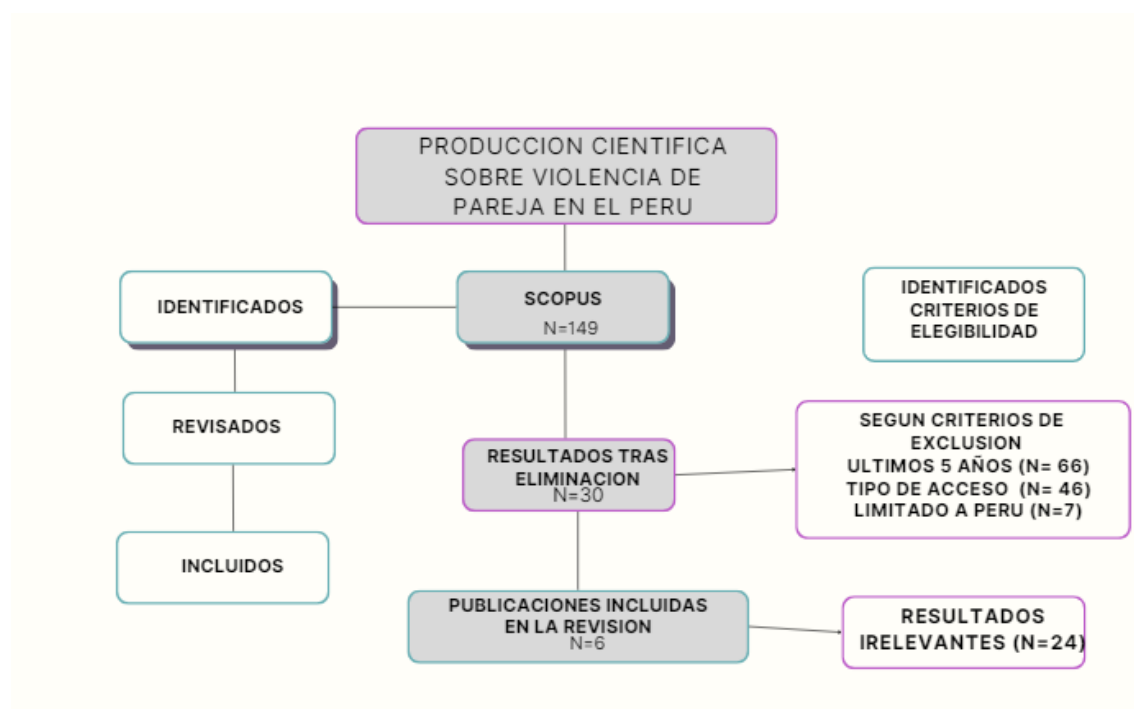 PRODUCCION CIENTIFICA
SOBRE VIOLENCIA DE
PAREJA EN EL PERU
IDENTIFICADOS
SCOPUS
N=149
IDENTIFICADOS
CRITERIOS DE
ELEGIBILIDAD
REVISADOS
RESULTADOS TRAS
ELIMINACION
N=30
SEGUN CRITERIOS DE
EXCLUSION
ULTIMOS 5 AÑOS (N= 66)
TIPO DE ACCESO (N= 46)
LIMITADO A PERU (N=7)
INCLUIDOS
PUBLICACIONES INCLUIDAS
EN LA REVISION
N=6
RESULTADOS
IRELEVANTES (N=24)